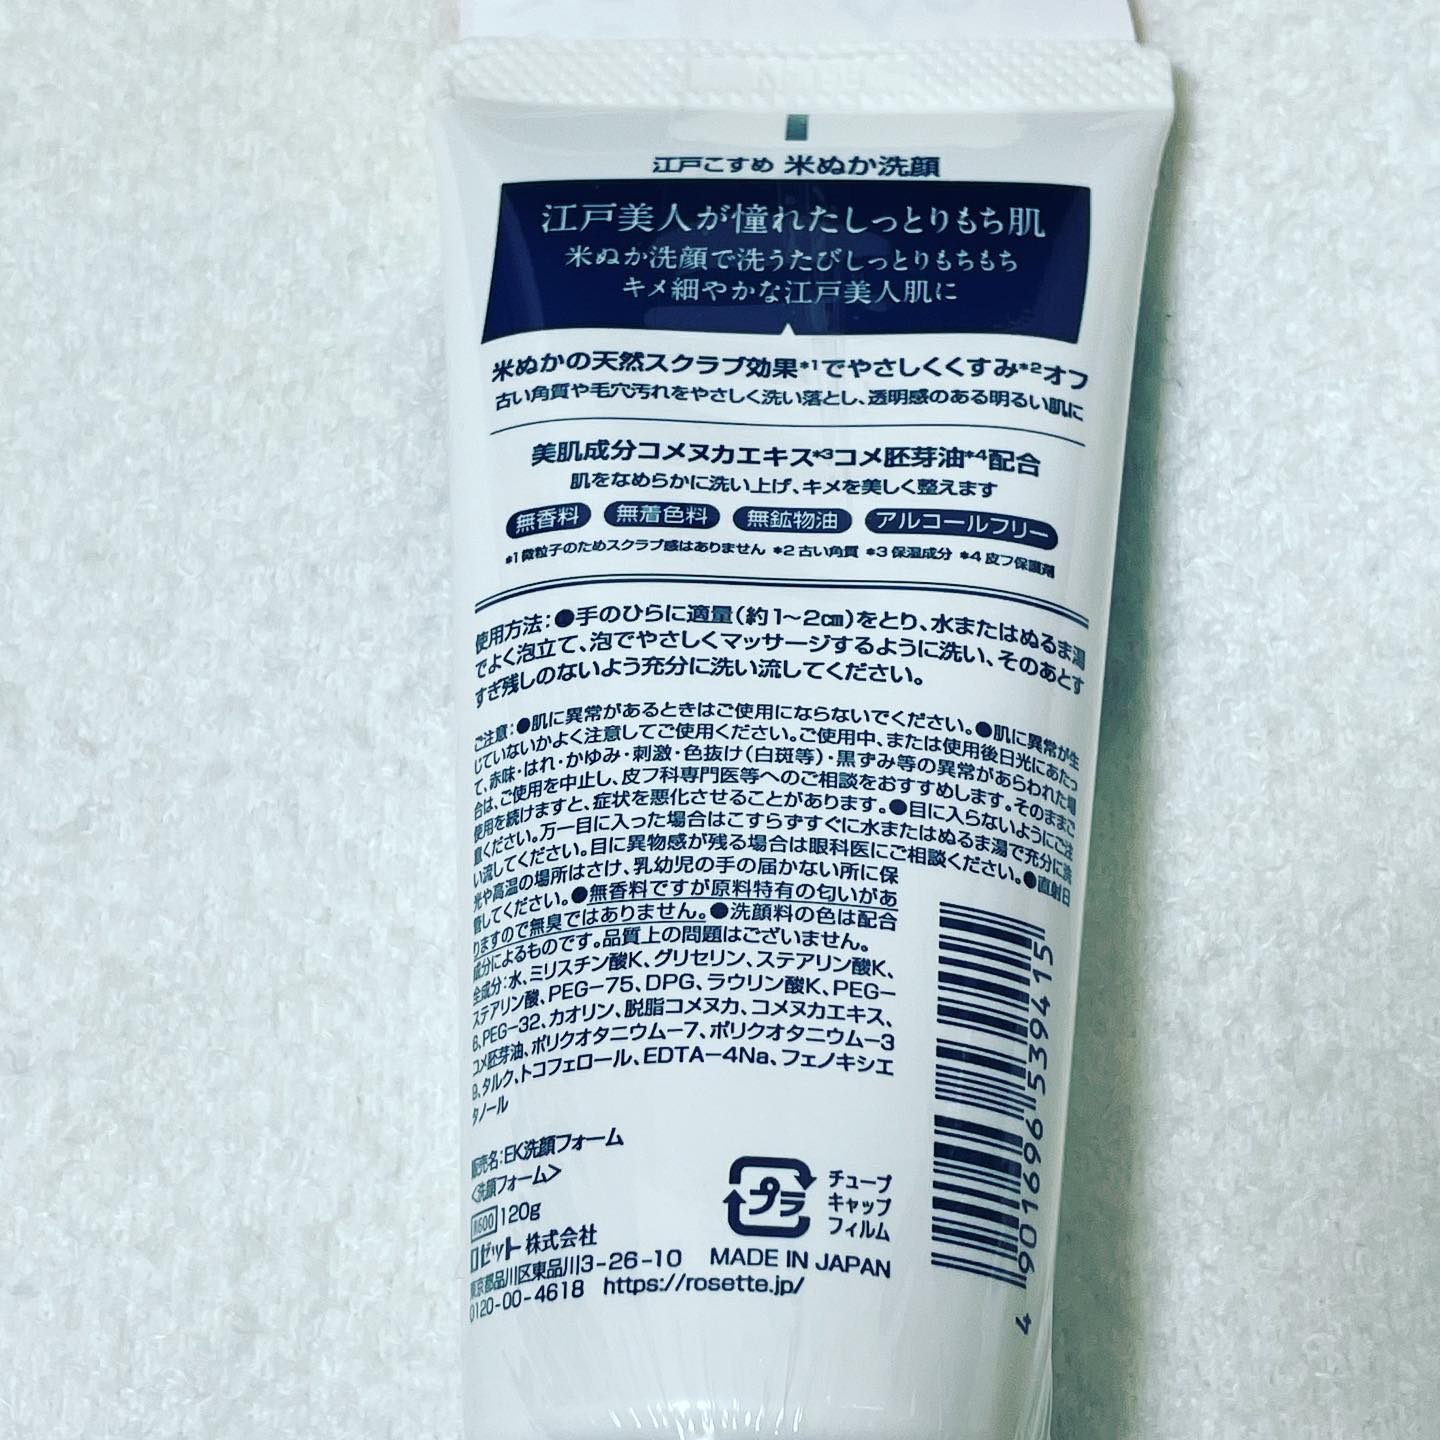 江戸こすめ 米ぬか洗顔
江戸美人が憧れたしっとりもち肌
米ぬか洗顔で洗うたびしっとりもちもち
キメ細やかな江戸美人肌に
米ぬかの天然スクラブ効果*1でやさしくくすみ*2オフ
古い角質や毛穴汚れをやさしく洗い落とし、透明感のある明るい肌に
美肌成分コメヌカエキス*3コメ胚芽油*4配合
肌をなめらかに洗い上げ、キメを美しく整えます
無香料 無着色料 無鉱物油 アルコールフリー
*1微粒子のためスクラブ感はありません *2古い角質 *3保湿成分 *4皮フ保護剤
使用方法:●手のひらに適量(約1~2㎝)をとり、水またはぬるま湯
でよく泡立て、泡でやさしくマッサージするように洗い、そのあとす
すぎ残しのないよう充分に洗い流してください。
ご注意:●肌に異常があるときはご使用にならないでください。●肌に異常が生
じていないかよく注意してご使用ください。ご使用中、または使用後日光にあたっ
て、赤味・はれ・かゆみ・刺激・色抜け(白斑等)・黒ずみ等の異常があらわれた場
合は、ご使用を中止し、皮フ科専門医等へのご相談をおすすめします。そのままご
使用を続けますと、症状を悪化させることがあります。●目に入らないようにご注
意ください。万一目に入った場合はこすらずすぐに水またはぬるま湯で充分に洗
い流してください。目に異物感が残る場合は眼科医にご相談ください。●直射日
光や高温の場所はさけ、乳幼児の手の届かない所に保
管してください。●無香料ですが原料特有の匂いがあ
りますので無臭ではありません。●洗顔料の色は配合
成分によるものです。品質上の問題はございません。
全成分:水、ミリスチン酸K、グリセリン、ステアリン酸K、
ステアリン酸、PEG-75、DPG、ラウリン酸K、PEG-
6、PEG-32、カオリン、脱脂コメヌカ、コメヌカエキス、
コメ胚芽油、ポリクオタニウム-7、ポリクオタニウム-3
9、タルク、トコフェロール、EDTA-4Na、フェノキシエ
タノール
販売名:EK洗顔フォーム
<洗顔フォーム>
120g
ロゼット株式会社
東京都品川区東品川3-26-10
0120-00-4618 https://rosette.jp/
プラ
チューブ
キャップ
フィルム
MADE IN JAPAN
4 901696 539415